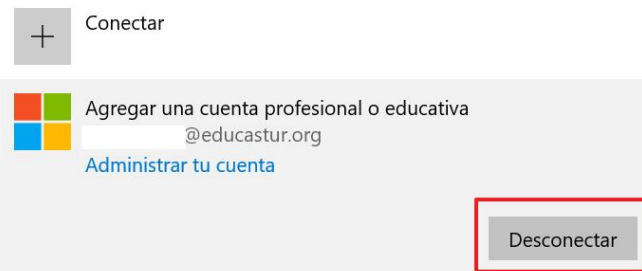 Conectar
Agregar una cuenta profesional o educativa
@educastur.org
Administrar tu cuenta
Desconectar